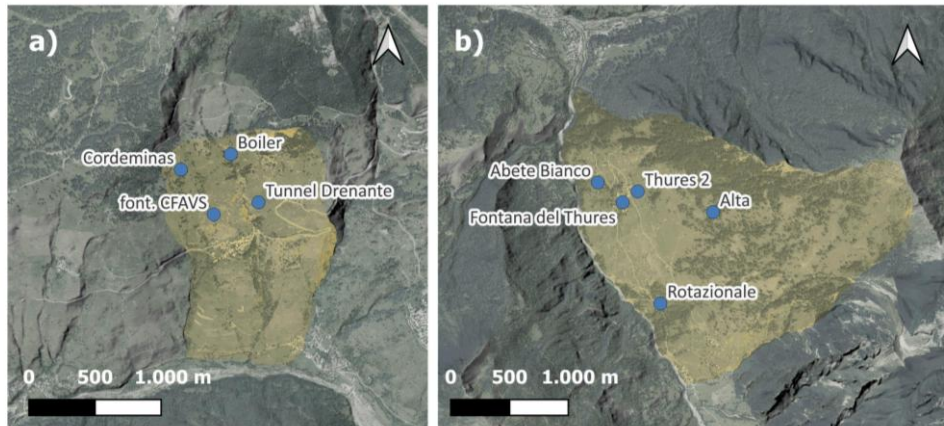 a)
Boiler
Cordeminas
Tunnel Drenante
font. CFAVS
0 500 1.000 m
b)
Abete Bianco
Thures 2
Fontana del Thures
Alta
Rotazionale
0 500 1.000 m